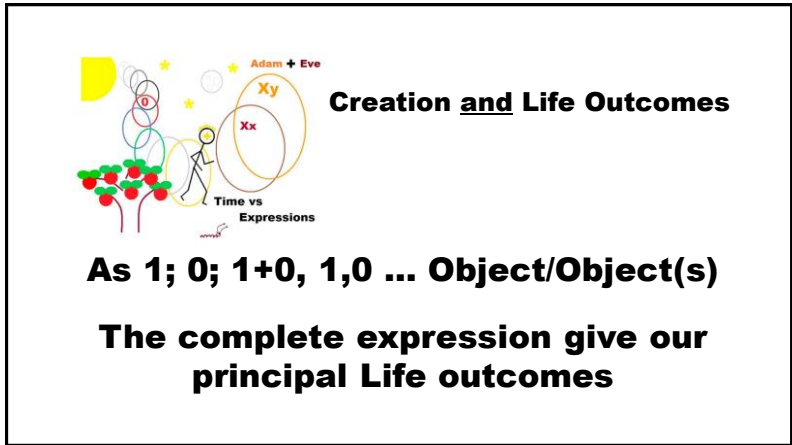 Adam + Eve
Xy
0
Xx
Creation and Life Outcomes
Time vs
Expressions
As 1; 0; 1+0, 1,0 ... Object/Object(s)
The complete expression give our
principal Life outcomes